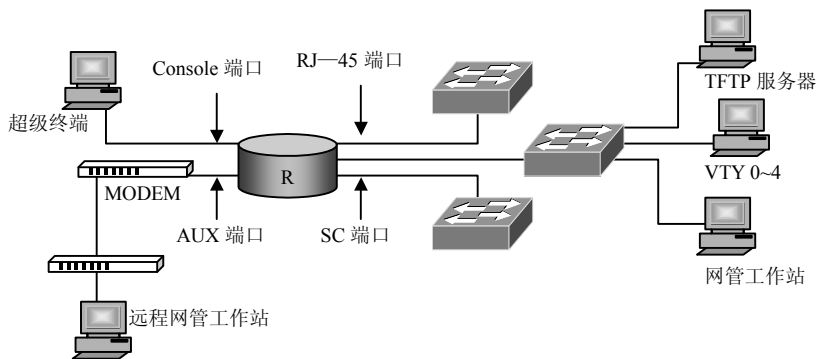 Console 端口
RJ—45 端口
TFTP 服务器
超级终端
VTY 0~4
R
MODEM
AUX 端口
SC 端口
网管工作站
远程网管工作站